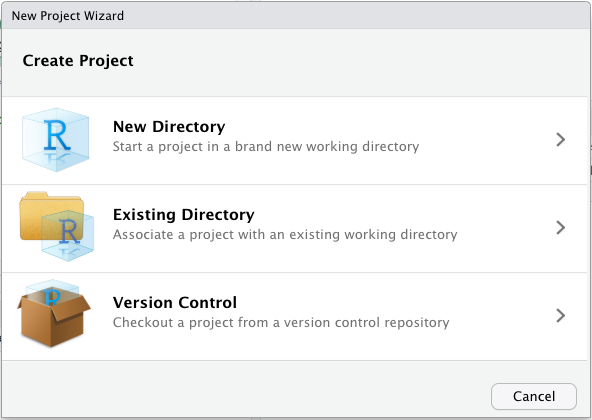 New Project Wizard
Create Project
R
New Directory
Start a project in a brand new working directory
R
Existing Directory
Associate a project with an existing working directory
R
Version Control
Checkout a project from a version control repository
Cancel